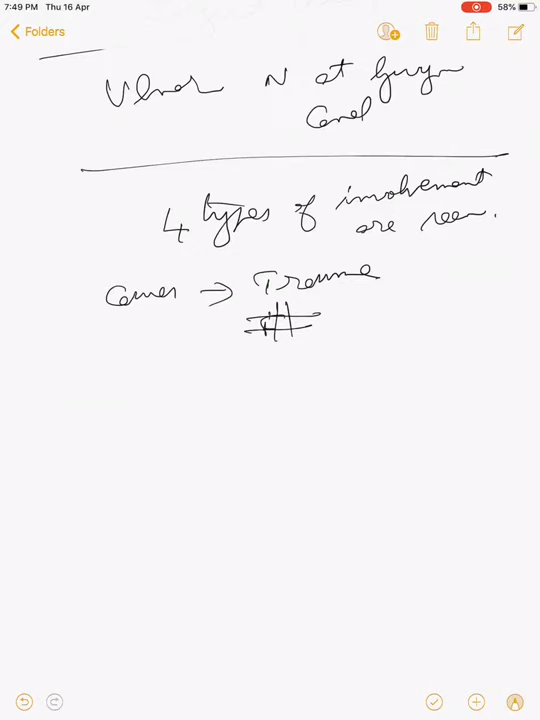 7:49 PM Thu 16 Apr 58%
Folders
Ulnar N at Guyon
Canal
4 types of involvement
are seen.
Causes → Trauma